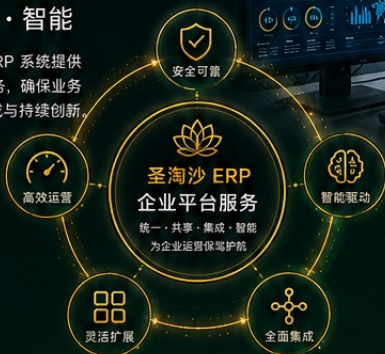 · 智能
ERP 系统提供
务，确保业务
成与持续创新。
安全可靠
高效运营
智能驱动
圣淘沙 ERP
企业平台服务
统一 · 共享 · 集成 · 智能
为企业运营保驾护航
灵活扩展
全面集成